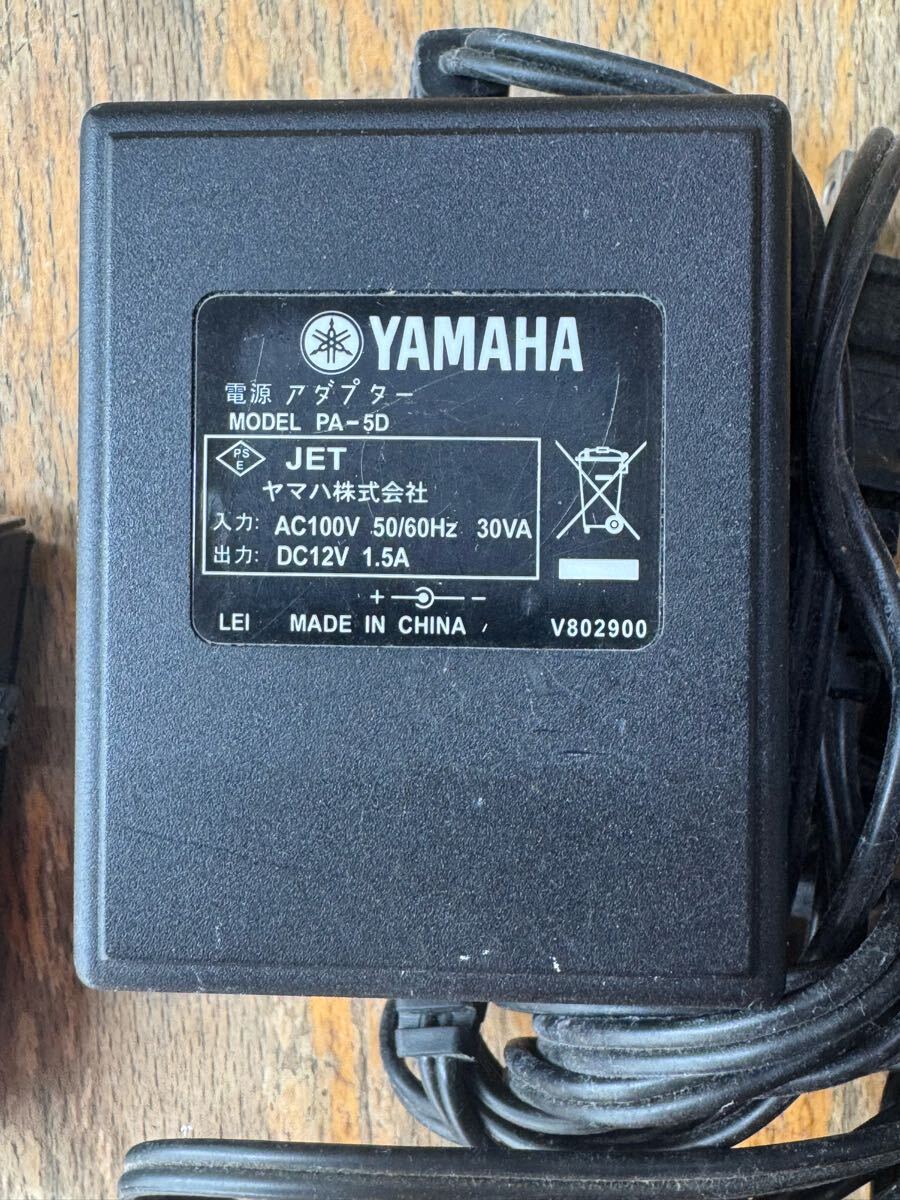 YAMAHA
電源 アダプター
MODEL PA-5D
PS
E
JET
ヤマハ株式会社
入力: AC100V 50/60Hz 30VA
出力: DC12V 1.5A
+ -
LEI MADE IN CHINA V802900